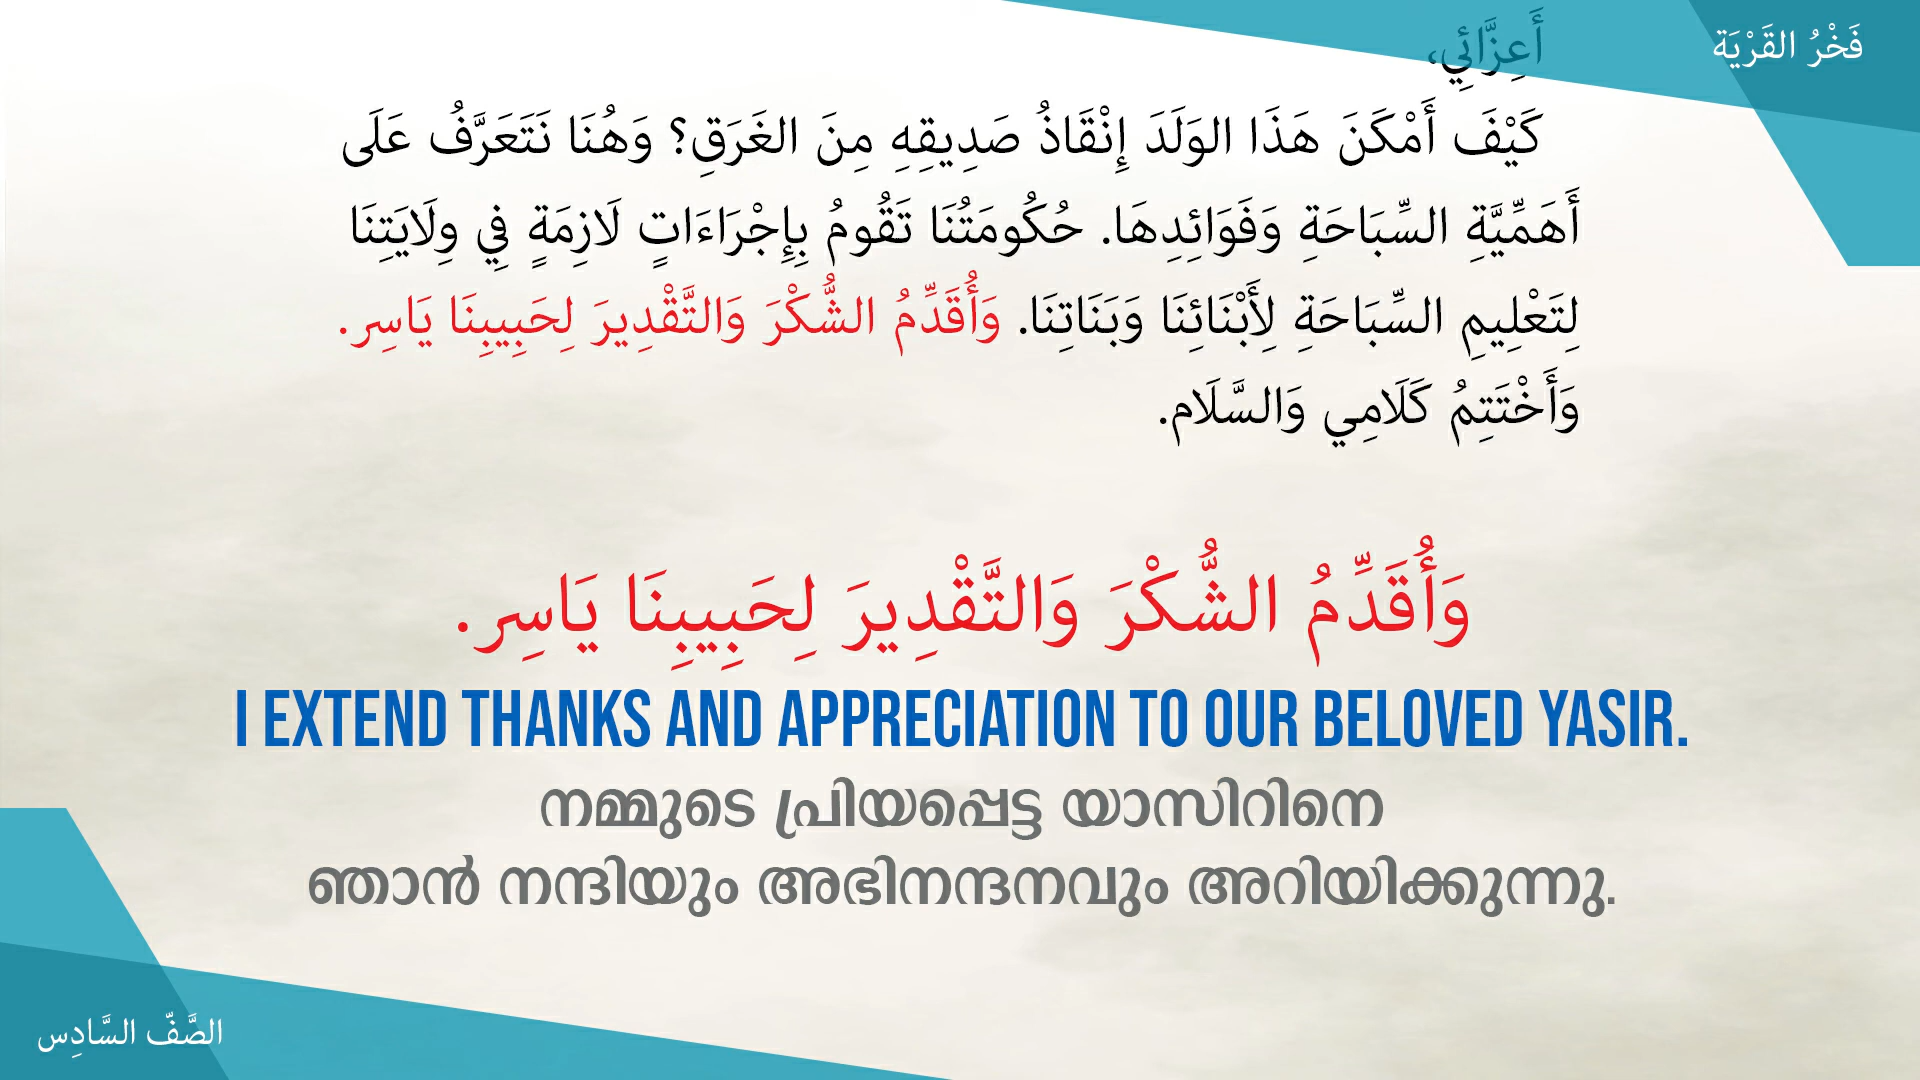 فَخْرُ القَرْيَة
أَعِزَّائِي،
كَيْفَ أَمْكَنَ هَذَا الوَلَدَ إِنْقَاذُ صَدِيقِهِ مِنَ الغَرَقِ؟ وَهُنَا نَتَعَرَّفُ عَلَى
أَهَمِّيَّةِ السِّبَاحَةِ وَفَوَائِدِهَا. حُكُومَتُنَا تَقُومُ بِإِجْرَاءَاتٍ لَازِمَةٍ فِي وِلَايَتِنَا
لِتَعْلِيمِ السِّبَاحَةِ لِأَبْنَائِنَا وَبَنَاتِنَا. وَأُقَدِّمُ الشُّكْرَ وَالتَّقْدِيرَ لِحَبِيبِنَا يَاسِر.
وَأَخْتَتِمُ كَلَامِي وَالسَّلَام.
وَأُقَدِّمُ الشُّكْرَ وَالتَّقْدِيرَ لِحَبِيبِنَا يَاسِر.
I EXTEND THANKS AND APPRECIATION TO OUR BELOVED YASIR.
നമ്മുടെ പ്രിയപ്പെട്ട യാസിറിനെ
ഞാൻ നന്ദിയും അഭിനന്ദനവും അറിയിക്കുന്നു.
الصَّفّ السَّادِس